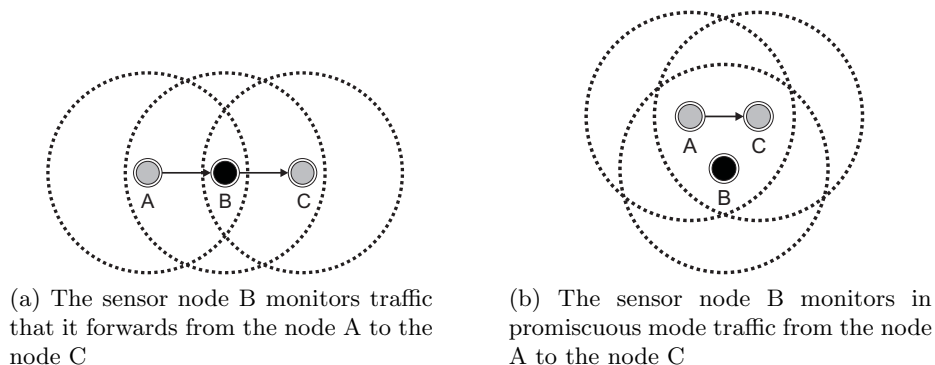 A B C
A C
B
(a) The sensor node B monitors traffic
that it forwards from the node A to the
node C
(b) The sensor node B monitors in
promiscuous mode traffic from the node
A to the node C